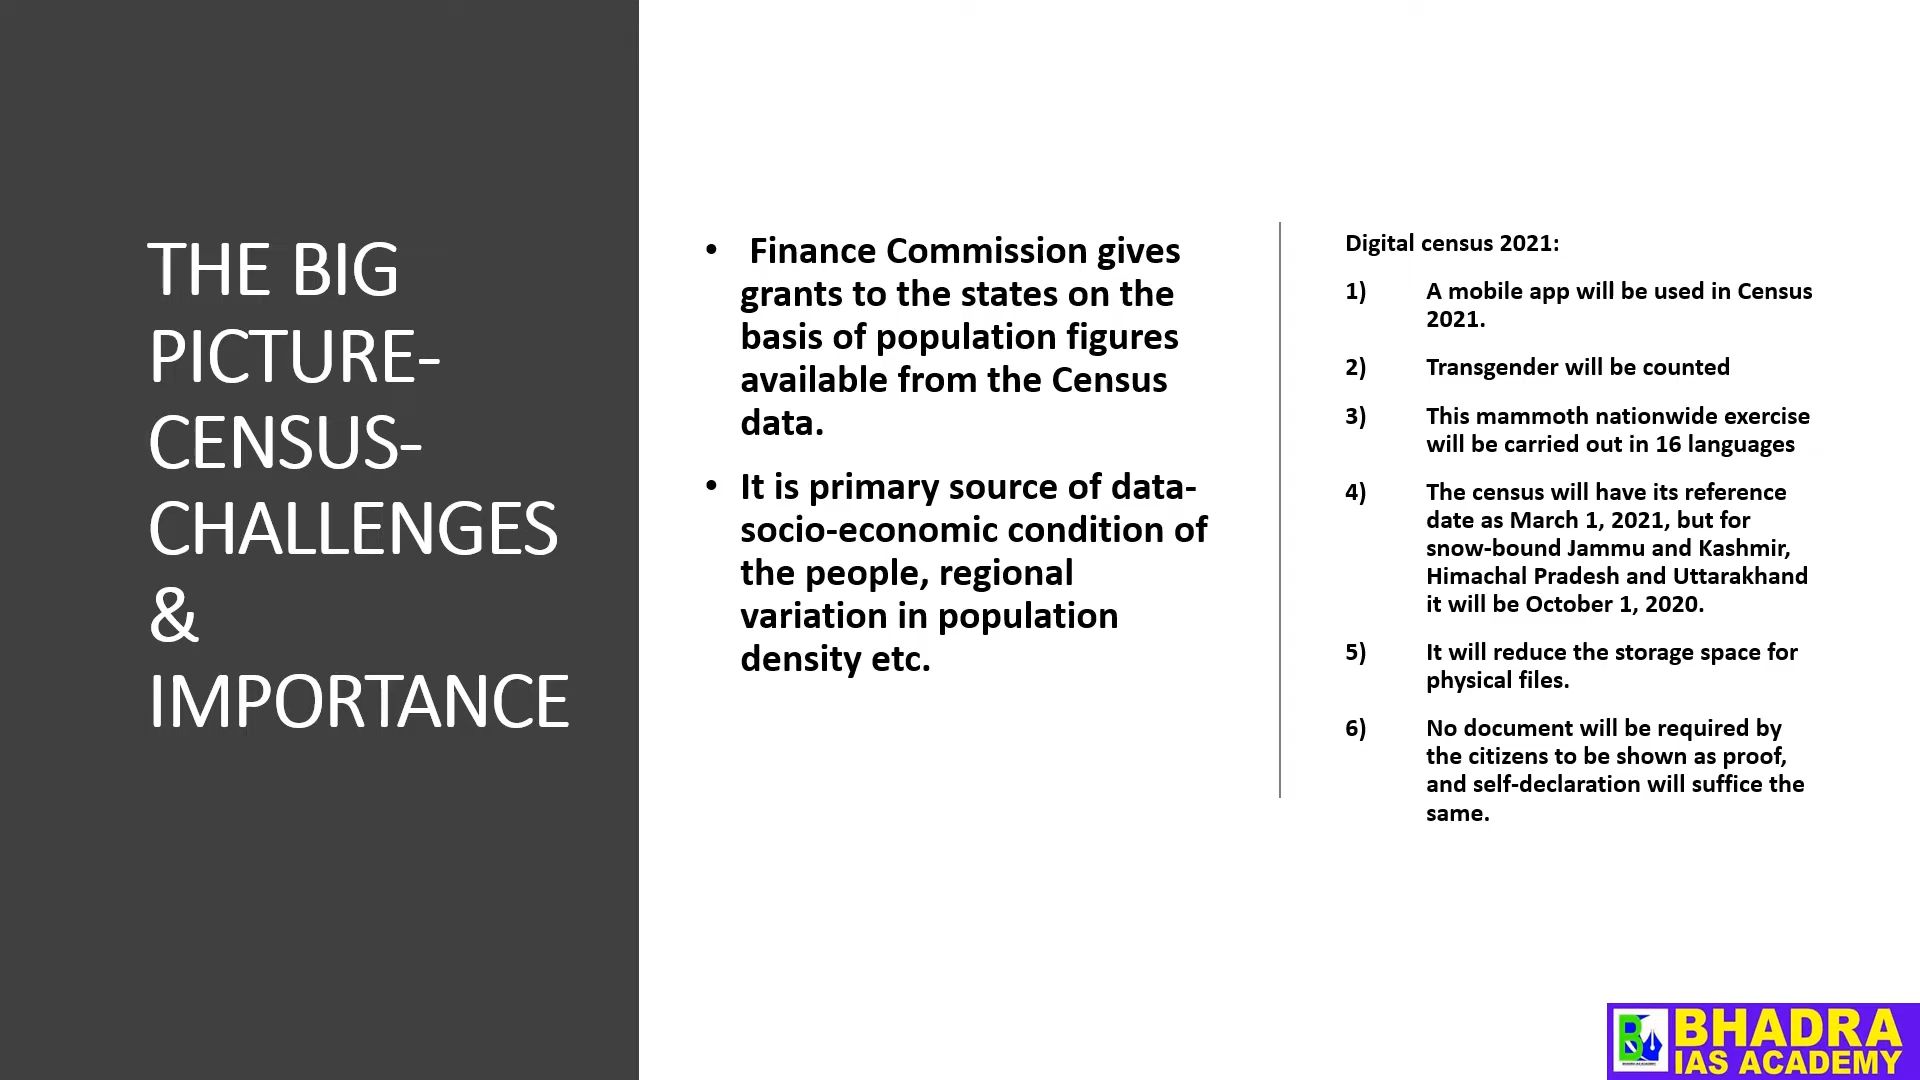 THE BIG
PICTURE-
CENSUS-
CHALLENGES
&
IMPORTANCE
• Finance Commission gives
grants to the states on the
basis of population figures
available from the Census
data.
• It is primary source of data-
socio-economic condition of
the people, regional
variation in population
density etc.
Digital census 2021:
1) A mobile app will be used in Census
2021.
2) Transgender will be counted
3) This mammoth nationwide exercise
will be carried out in 16 languages
4) The census will have its reference
date as March 1, 2021, but for
snow-bound Jammu and Kashmir,
Himachal Pradesh and Uttarakhand
it will be October 1, 2020.
5) It will reduce the storage space for
physical files.
6) No document will be required by
the citizens to be shown as proof,
and self-declaration will suffice the
same.
BHADRA
IAS ACADEMY